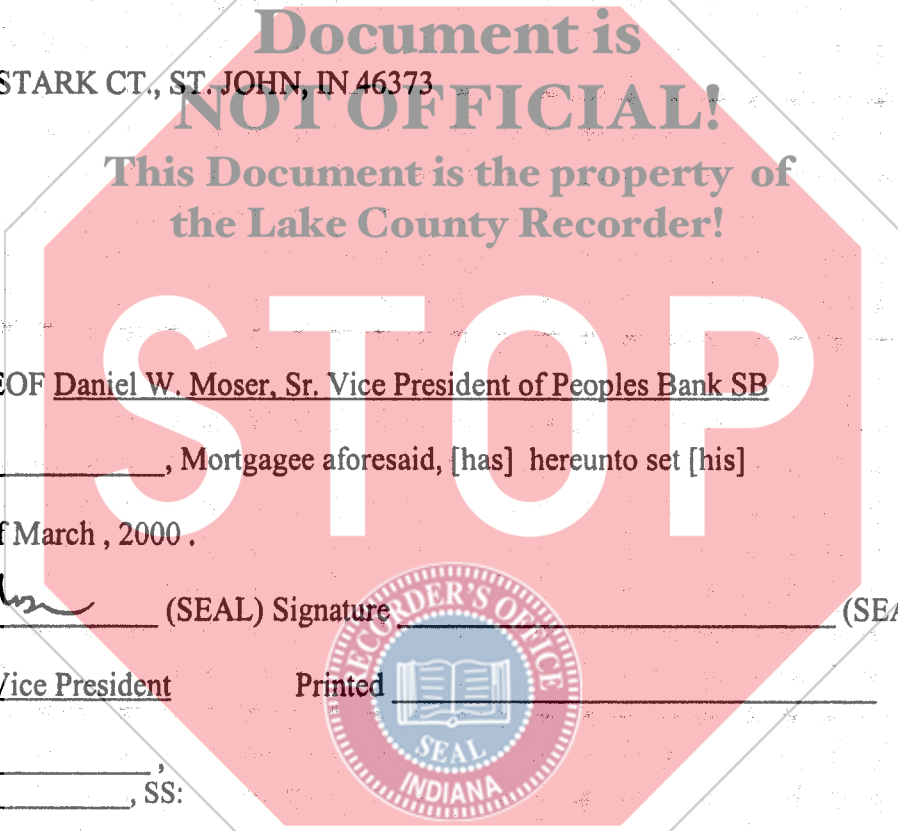 Document is
STARK CT., ST. JOHN, IN 46373
NOT OFFICIAL!
This Document is the property of
the Lake County Recorder!
STOP
EOF Daniel W. Moser, Sr. Vice President of Peoples Bank SB
, Mortgagee aforesaid, [has] hereunto set [his]
f March , 2000 .
(SEAL) Signature (SEA
Vice President Printed
RECORDER'S OFFICE
SEAL
INDIANA
,
, SS: